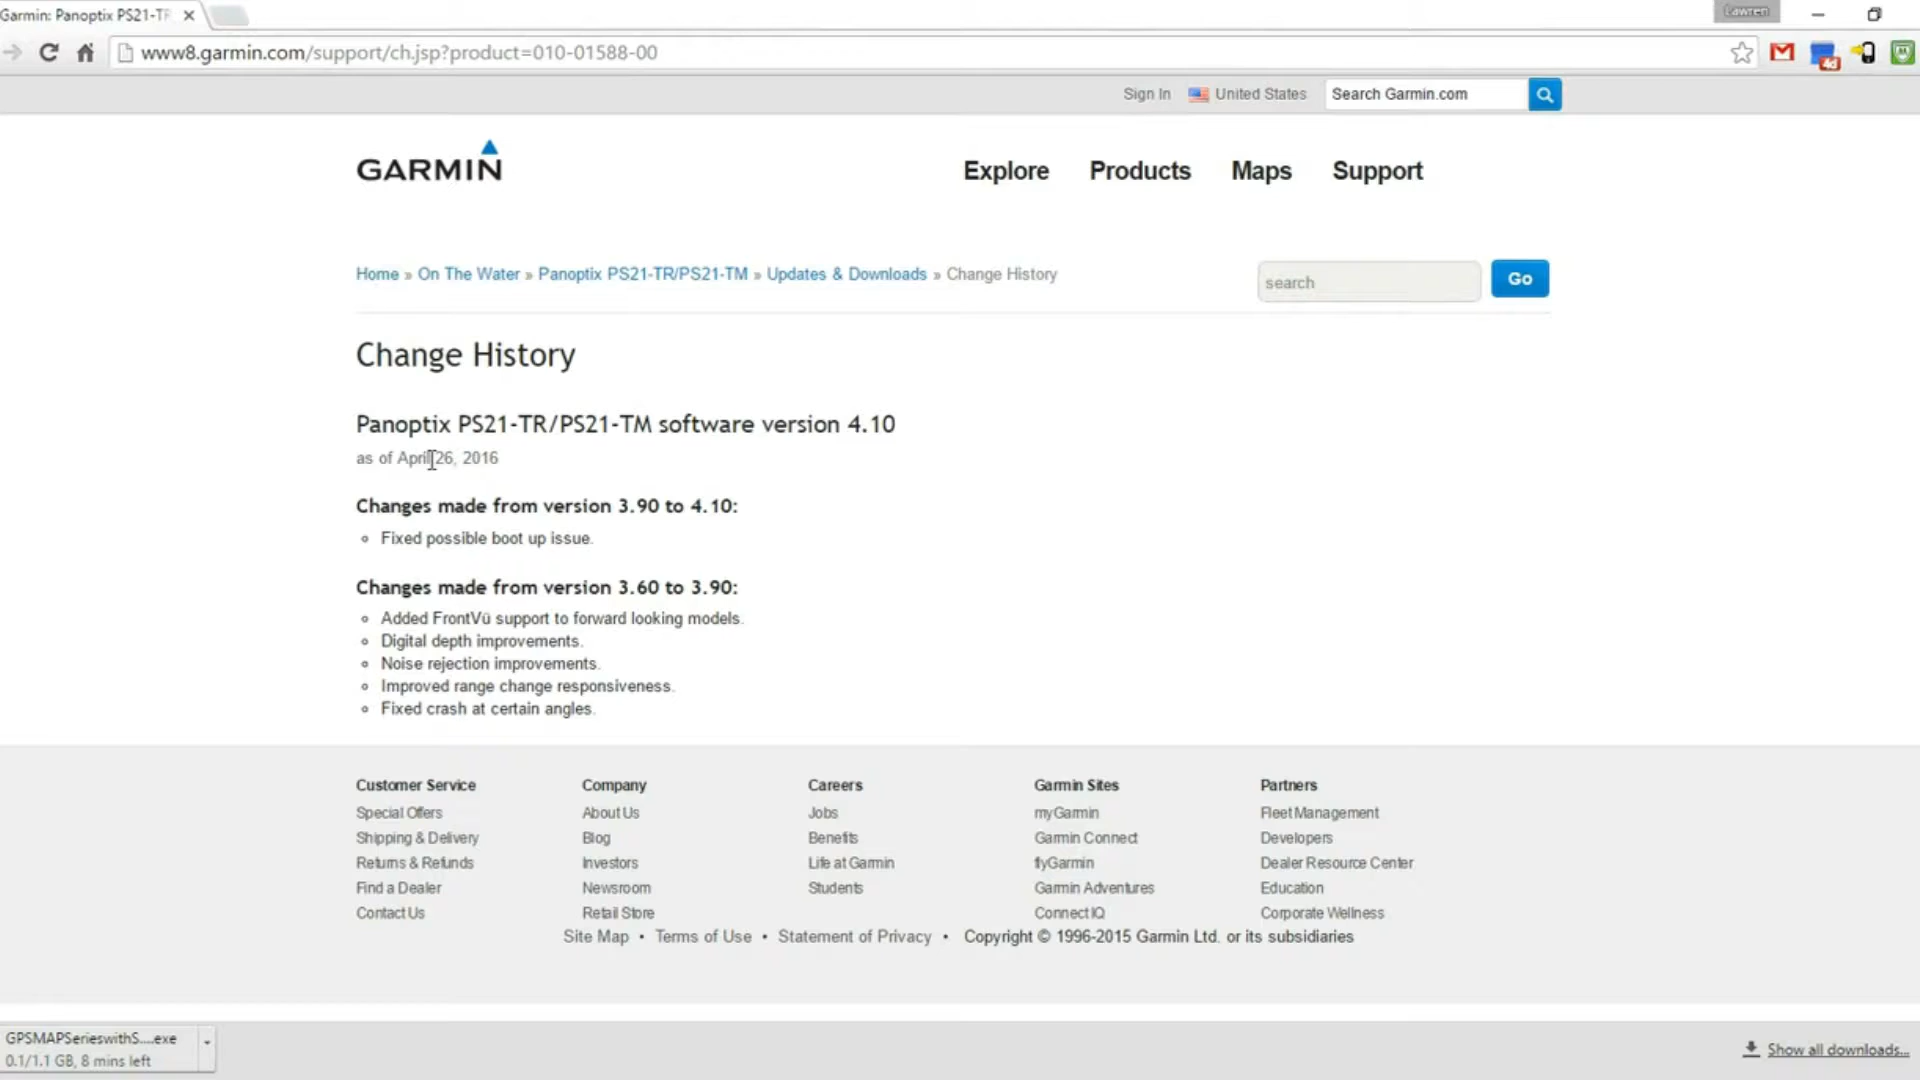 Garmin: Panoptix PS21-TR
Lawren
www8.garmin.com/support/ch.jsp?product=010-01588-00
4d
Sign In United States Search Garmin.com
GARMIN
Explore Products Maps Support
Home » On The Water » Panoptix PS21-TR/PS21-TM » Updates & Downloads » Change History
search Go
Change History
Panoptix PS21-TR/PS21-TM software version 4.10
as of April 26, 2016
Changes made from version 3.90 to 4.10:
Fixed possible boot up issue.
Changes made from version 3.60 to 3.90:
Added FrontVü support to forward looking models.
Digital depth improvements.
Noise rejection improvements.
Improved range change responsiveness.
Fixed crash at certain angles.
Customer Service Company Careers Garmin Sites Partners
Special Offers About Us Jobs myGarmin Fleet Management
Shipping & Delivery Blog Benefits Garmin Connect Developers
Returns & Refunds Investors Life at Garmin flyGarmin Dealer Resource Center
Find a Dealer Newsroom Students Garmin Adventures Education
Contact Us Retail Store Connect IQ Corporate Wellness
Site Map • Terms of Use • Statement of Privacy • Copyright © 1996-2015 Garmin Ltd. or its subsidiaries
GPSMAPSerieswithS....exe
0.1/1.1 GB, 8 mins left
Show all downloads...